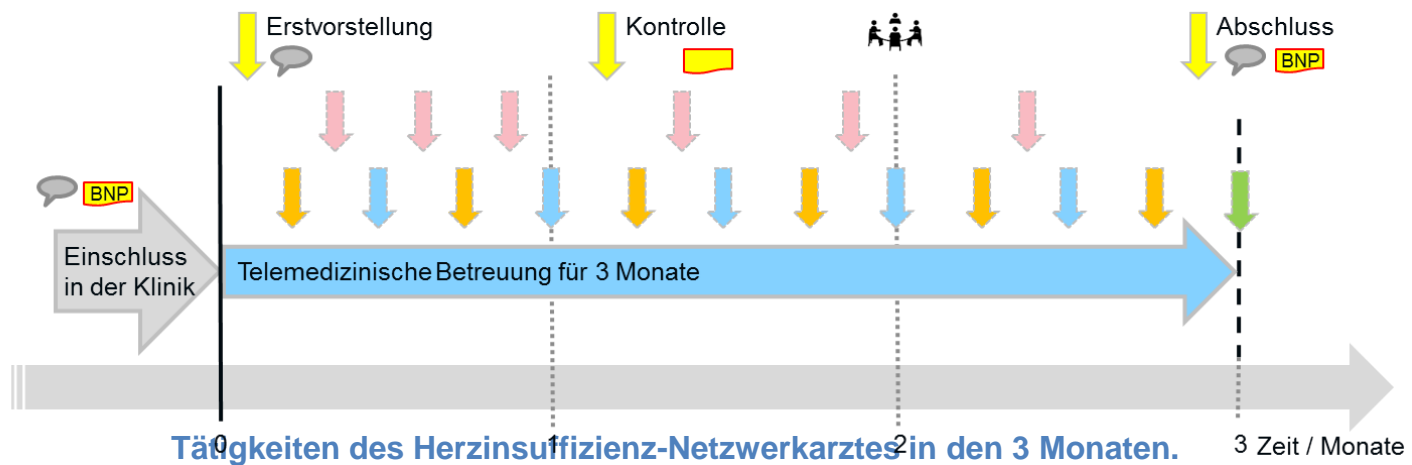 Erstvorstellung
Kontrolle
Abschluss
BNP
BNP
Einschluss
in der Klinik
Telemedizinische Betreuung für 3 Monate
0
1
2
3 Zeit / Monate
Tätigkeiten des Herzinsuffizienz-Netzwerkarztes in den 3 Monaten.